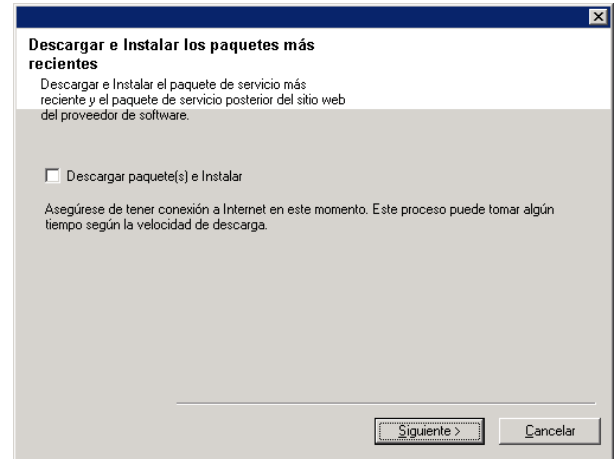 Descargar e Instalar los paquetes más
recientes
Descargar e Instalar el paquete de servicio más
reciente y el paquete de servicio posterior del sitio web
del proveedor de software.
Descargar paquete(s) e Instalar
Asegúrese de tener conexión a Internet en este momento. Este proceso puede tomar algún
tiempo según la velocidad de descarga.
Siguiente >
Cancelar